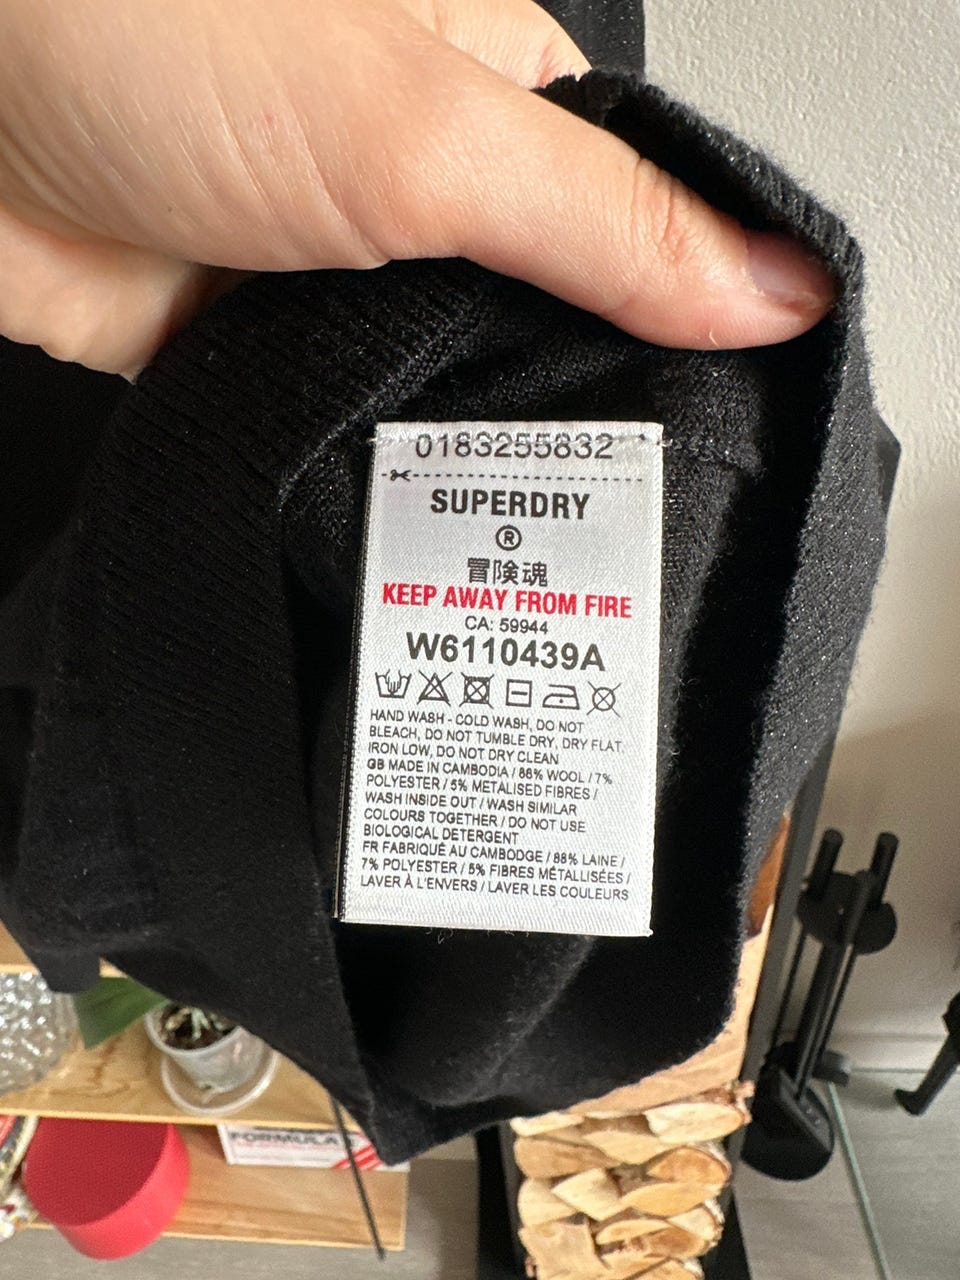 0183255832
SUPERDRY
®
冒険魂
KEEP AWAY FROM FIRE
CA: 59944
W6110439A
HAND WASH - COLD WASH, DO NOT
BLEACH, DO NOT TUMBLE DRY, DRY FLAT,
IRON LOW, DO NOT DRY CLEAN
GB MADE IN CAMBODIA / 88% WOOL / 7%
POLYESTER / 5% METALISED FIBRES /
WASH INSIDE OUT / WASH SIMILAR
COLOURS TOGETHER / DO NOT USE
BIOLOGICAL DETERGENT
FR FABRIQUÉ AU CAMBODGE / 88% LAINE /
7% POLYESTER / 5% FIBRES MÉTALLISÉES /
LAVER À L'ENVERS / LAVER LES COULEURS
FORMULA